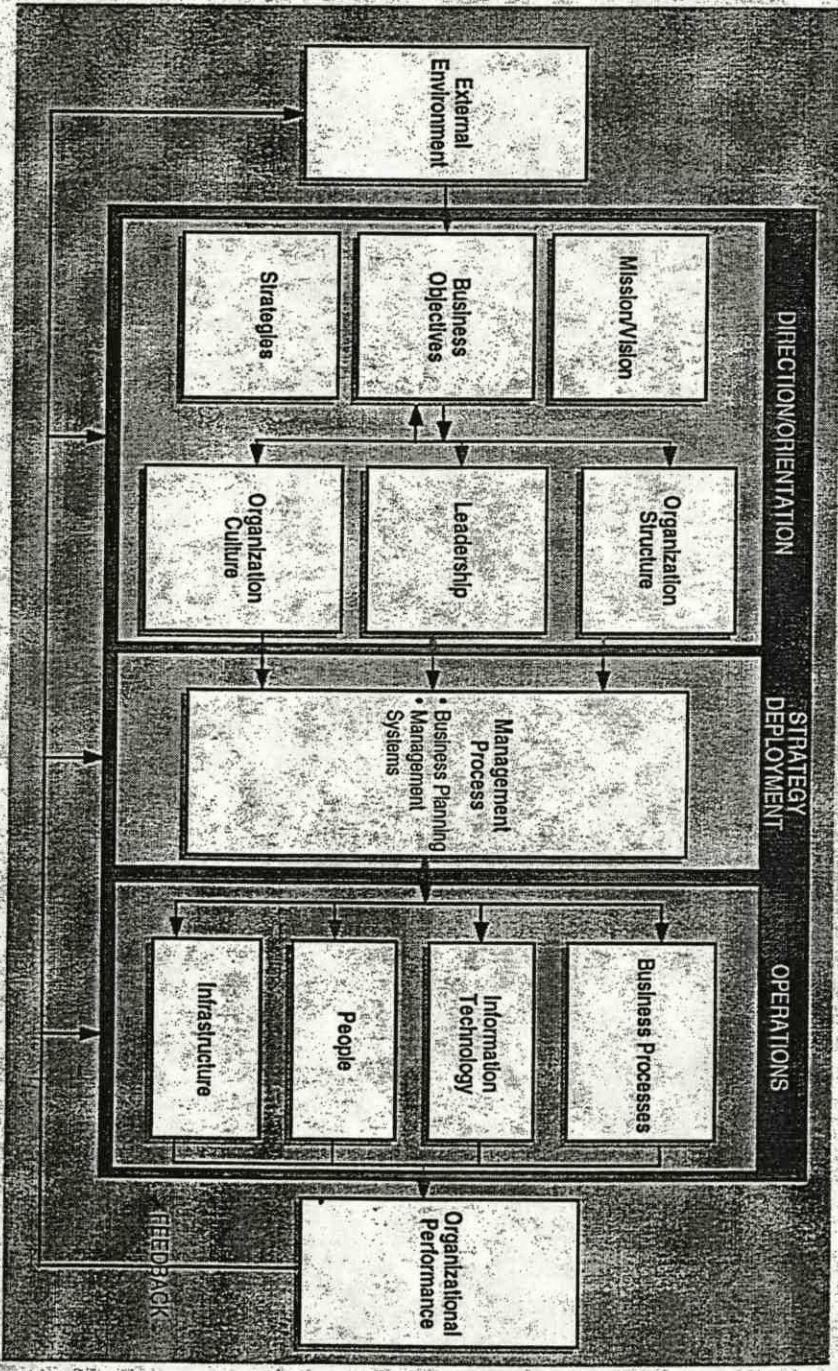 DIRECTION/ORIENTATION
STRATEGY
DEPLOYMENT
OPERATIONS
External
Environment
Mission/Vision
Business
Objectives
Strategies
Organization
Structure
Leadership
Organization
Culture
Management
Process
• Business Planning
• Management
Systems
Business Processes
Information
Technology
People
Infrastructure
Organizational
Performance
FEEDBACK